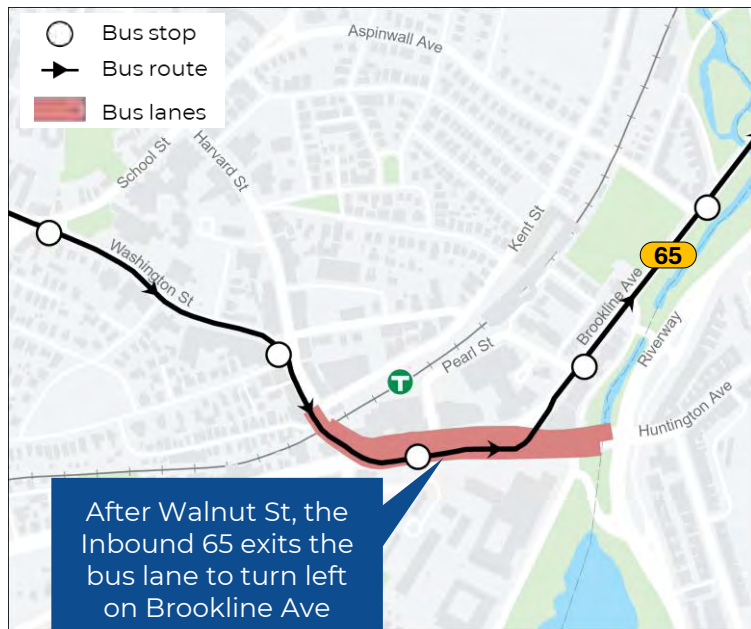 Bus stop
Bus route
Bus lanes
Aspinwall Ave
School St
Harvard St
Kent St
Washington St
65
Brookline Ave
Riverway
Pearl St
T
Huntington Ave
After Walnut St, the
Inbound 65 exits the
bus lane to turn left
on Brookline Ave